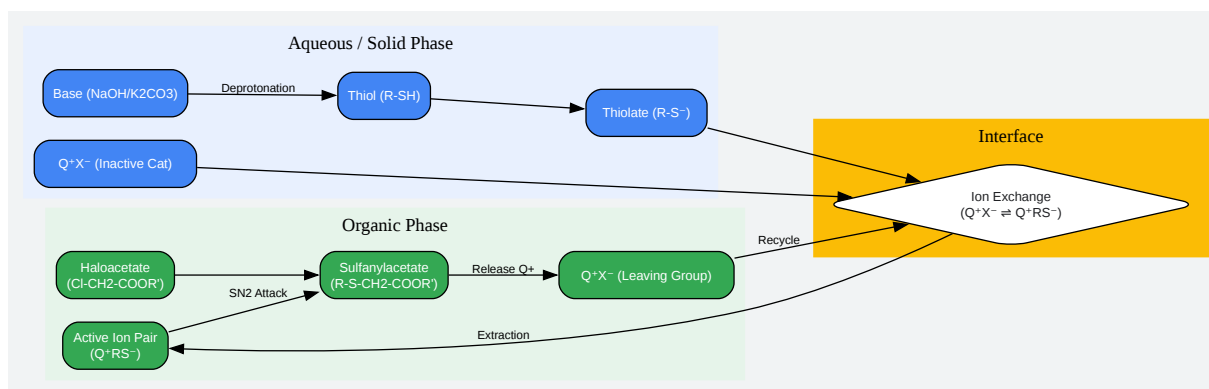 Aqueous / Solid Phase
Base (NaOH/K2CO3)
Deprotonation
Thiol (R-SH)
Thiolate (R-S⁻)
Q⁺X⁻ (Inactive Cat)
Interface
Ion Exchange
(Q⁺X⁻ ⇌ Q⁺RS⁻)
Organic Phase
Haloacetate
(Cl-CH2-COOR')
SN2 Attack
Sulfanylacetate
(R-S-CH2-COOR')
Release Q+
Q⁺X⁻ (Leaving Group)
Recycle
Active Ion Pair
(Q⁺RS⁻)
Extraction